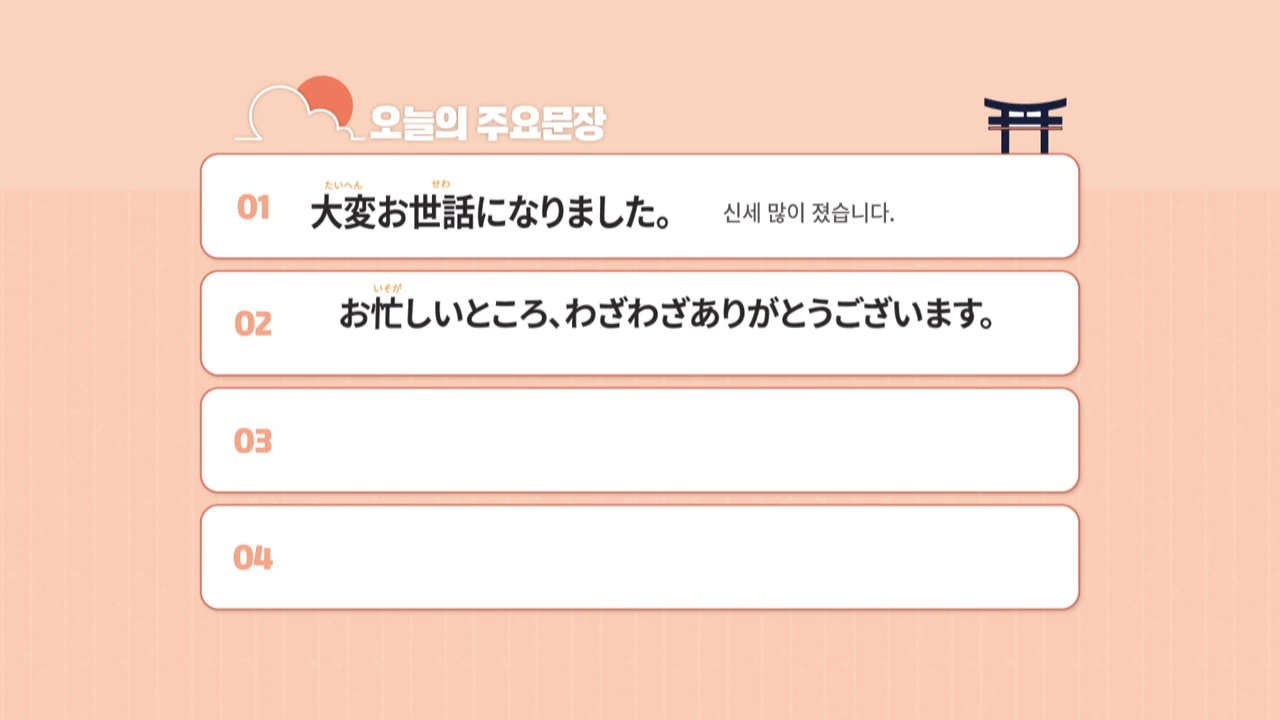 오늘의 주요문장
01
たいへん せわ
大変お世話になりました。 신세 많이 졌습니다.
02
いそが
お忙しいところ、わざわざありがとうございます。
03
04